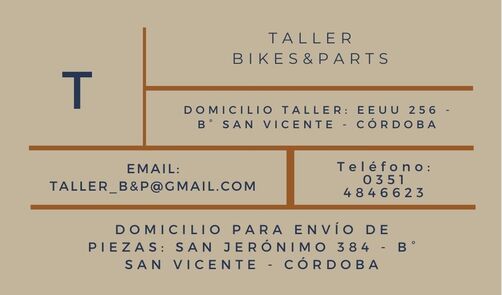 T
TALLER
BIKES&PARTS
DOMICILIO TALLER: EEUU 256 -
B° SAN VICENTE - CÓRDOBA
EMAIL:
TALLER_B&P@GMAIL.COM
Teléfono:
0351
4846623
DOMICILIO PARA ENVÍO DE
PIEZAS: SAN JERÓNIMO 384 - B°
SAN VICENTE - CÓRDOBA